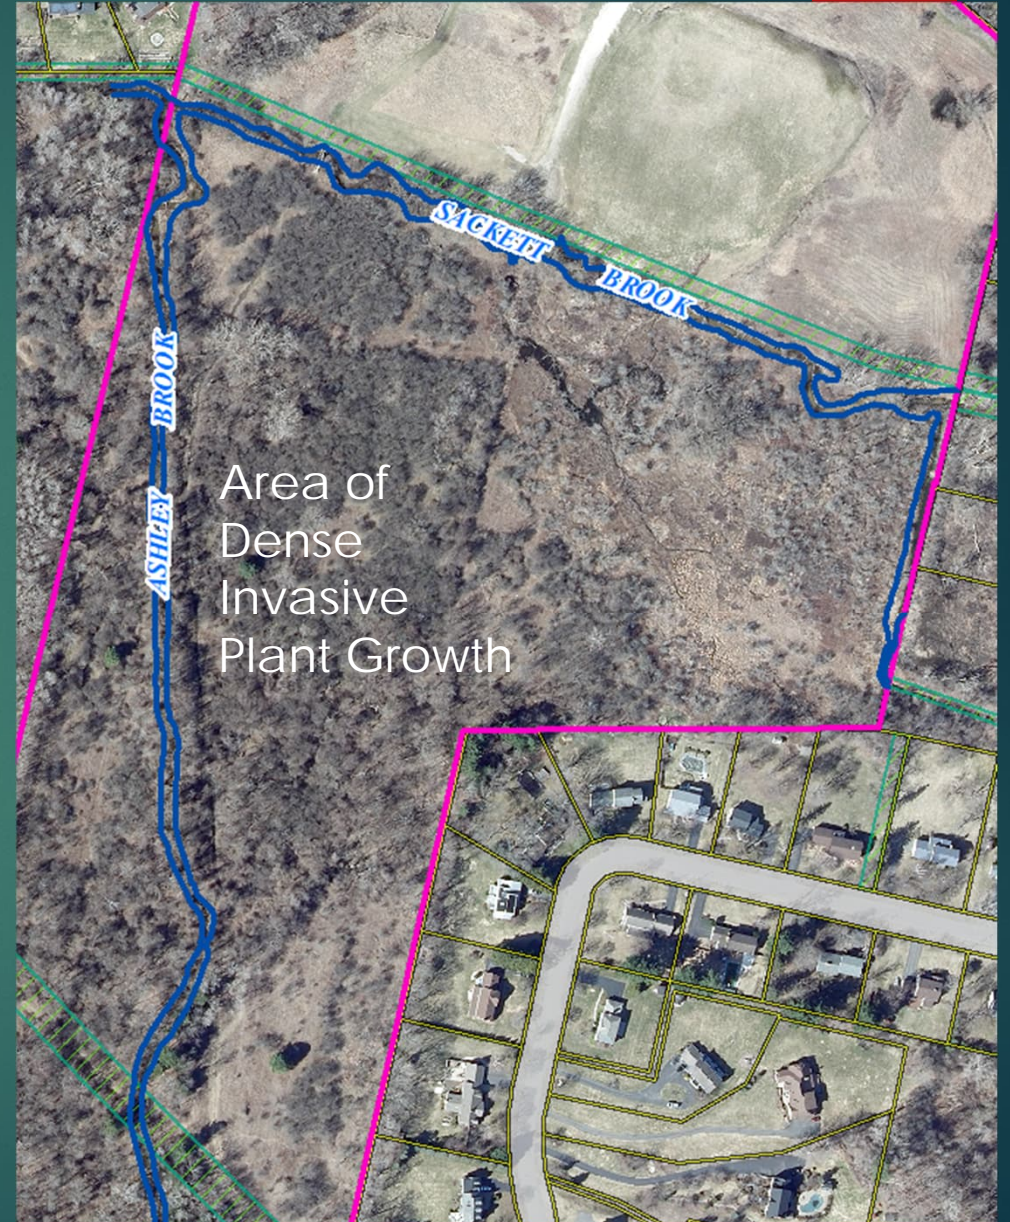 SACKETT BROOK
ASHLEY BROOK
Area of
Dense
Invasive
Plant Growth